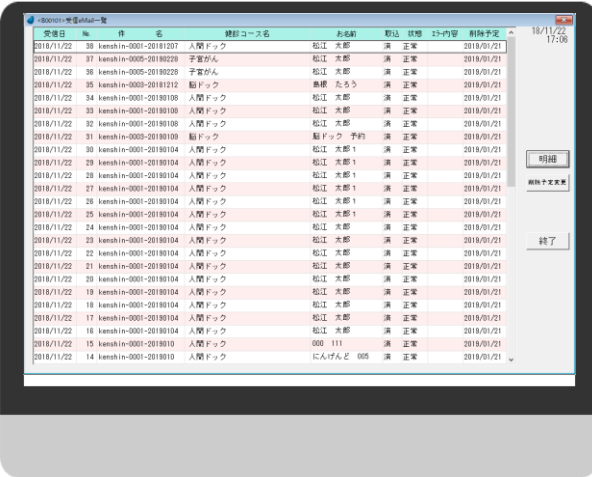 <B00101>受信eMail一覧
受信日 № 件 名 健診コース名 お名前 取込 状態 ｴﾗｰ内容 削除予定
18/11/22
17:06
2018/11/22 38 kenshin-0001-20181207 人間ドック 松江 太郎 済 正常 2019/01/21
2018/11/22 37 kenshin-0005-20190228 子宮がん 松江 太郎 済 正常 2019/01/21
2018/11/22 36 kenshin-0005-20190228 子宮がん 松江 太郎 済 正常 2019/01/21
2018/11/22 35 kenshin-0003-20181212 脳ドック 島根 たろう 済 正常 2019/01/21
2018/11/22 34 kenshin-0001-20190108 人間ドック 松江 太郎 済 正常 2019/01/21
2018/11/22 33 kenshin-0001-20190108 人間ドック 松江 太郎 済 正常 2019/01/21
2018/11/22 32 kenshin-0001-20190108 人間ドック 松江 太郎 済 正常 2019/01/21
2018/11/22 31 kenshin-0003-20190109 脳ドック 脳ドック 予約 済 正常 2019/01/21
2018/11/22 30 kenshin-0001-20190104 人間ドック 松江 太郎1 済 正常 2019/01/21
2018/11/22 29 kenshin-0001-20190104 人間ドック 松江 太郎1 済 正常 2019/01/21
2018/11/22 28 kenshin-0001-20190104 人間ドック 松江 太郎1 済 正常 2019/01/21
2018/11/22 27 kenshin-0001-20190104 人間ドック 松江 太郎1 済 正常 2019/01/21
2018/11/22 26 kenshin-0001-20190104 人間ドック 松江 太郎1 済 正常 2019/01/21
2018/11/22 25 kenshin-0001-20190104 人間ドック 松江 太郎1 済 正常 2019/01/21
2018/11/22 24 kenshin-0001-20190104 人間ドック 松江 太郎 済 正常 2019/01/21
2018/11/22 23 kenshin-0001-20190104 人間ドック 松江 太郎 済 正常 2019/01/21
2018/11/22 22 kenshin-0001-20190104 人間ドック 松江 太郎 済 正常 2019/01/21
2018/11/22 21 kenshin-0001-20190104 人間ドック 松江 太郎 済 正常 2019/01/21
2018/11/22 20 kenshin-0001-20190104 人間ドック 松江 太郎 済 正常 2019/01/21
2018/11/22 19 kenshin-0001-20190104 人間ドック 松江 太郎 済 正常 2019/01/21
2018/11/22 18 kenshin-0001-20190104 人間ドック 松江 太郎 済 正常 2019/01/21
2018/11/22 17 kenshin-0001-20190104 人間ドック 松江 太郎 済 正常 2019/01/21
2018/11/22 16 kenshin-0001-20190104 人間ドック 松江 太郎 済 正常 2019/01/21
2018/11/22 15 kenshin-0001-2019010 人間ドック 000 111 済 正常 2019/01/21
2018/11/22 14 kenshin-0001-2019010 人間ドック にんげんど 005 済 正常 2019/01/21
明細
削除予定変更
終了